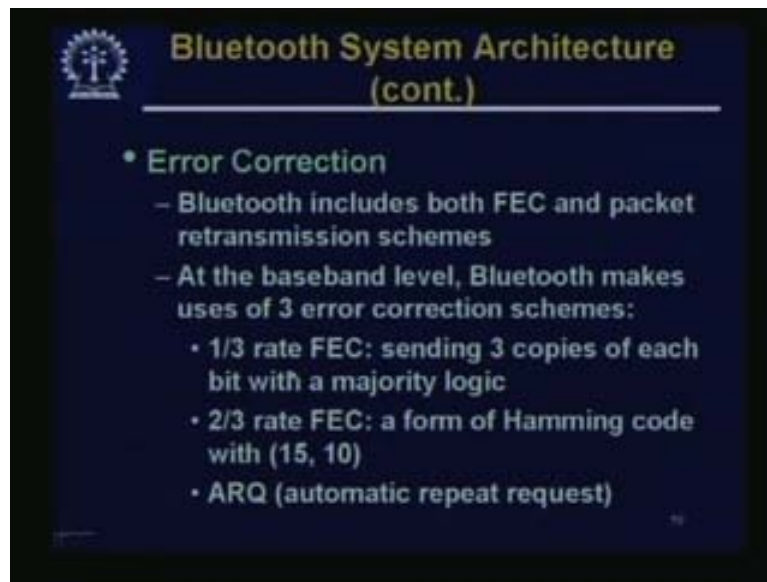 Bluetooth System Architecture
(cont.)
• Error Correction
– Bluetooth includes both FEC and packet
retransmission schemes
– At the baseband level, Bluetooth makes
uses of 3 error correction schemes:
• 1/3 rate FEC: sending 3 copies of each
bit with a majority logic
• 2/3 rate FEC: a form of Hamming code
with (15, 10)
• ARQ (automatic repeat request)